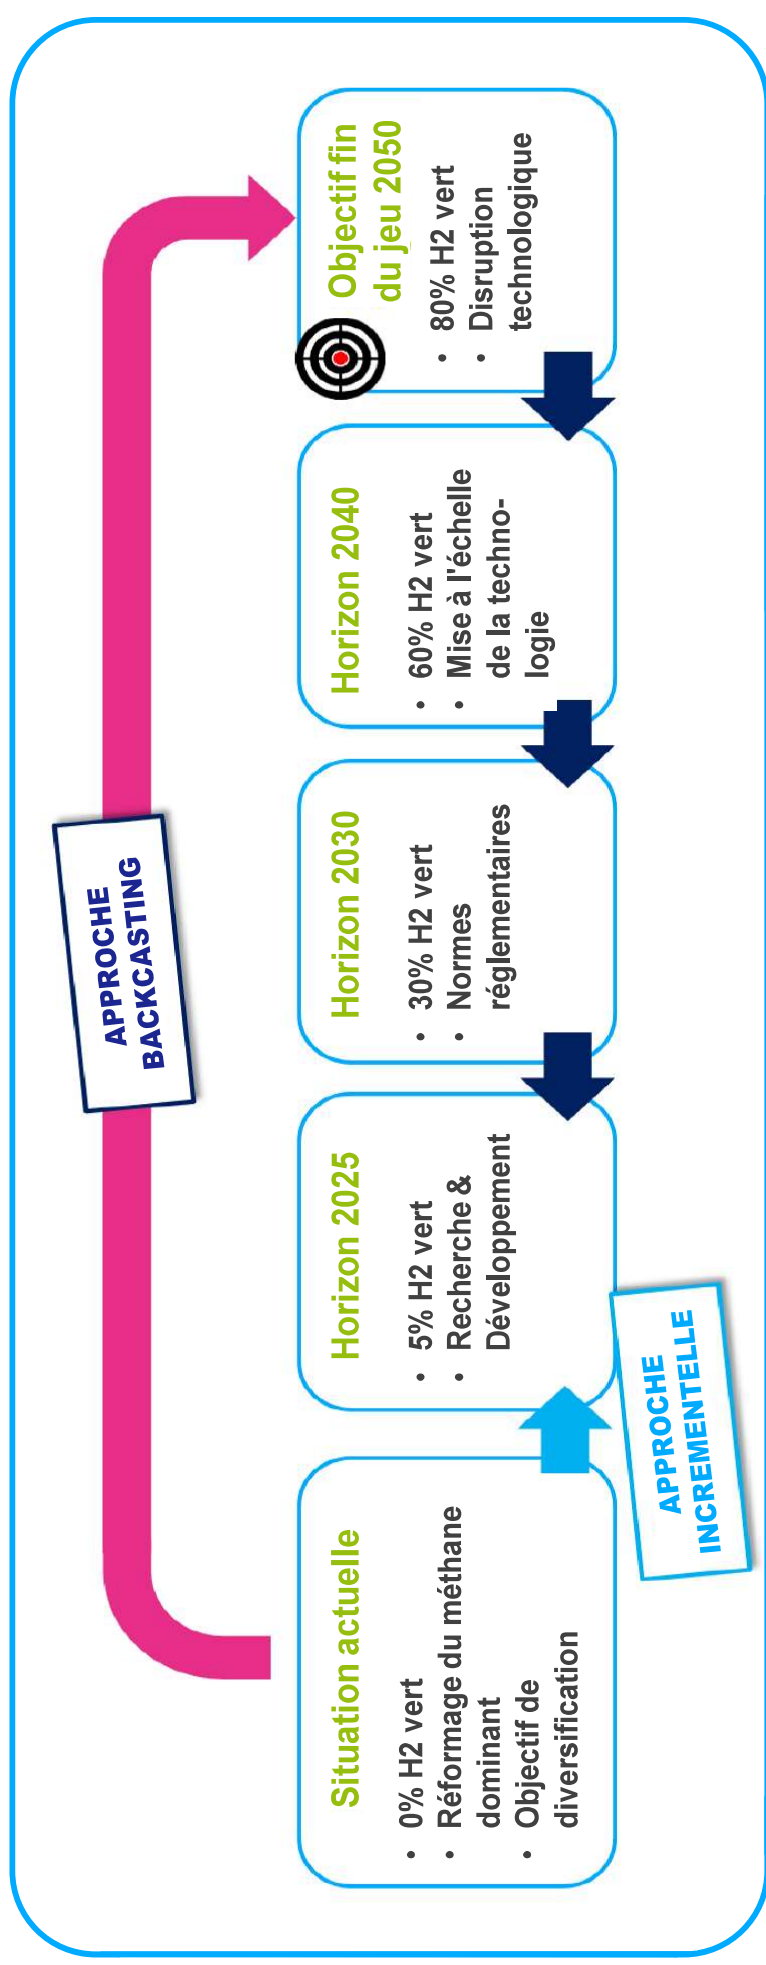 APPROCHE
BACKCASTING
Situation actuelle
• 0% H2 vert
• Réformage du méthane
dominant
• Objectif de
diversification
Horizon 2025
• 5% H2 vert
• Recherche &
Développement
Horizon 2030
• 30% H2 vert
• Normes
réglementaires
Horizon 2040
• 60% H2 vert
• Mise à l'échelle
de la techno-
logie
Objectif fin
du jeu 2050
• 80% H2 vert
• Disruption
technologique
APPROCHE
INCREMENTELLE